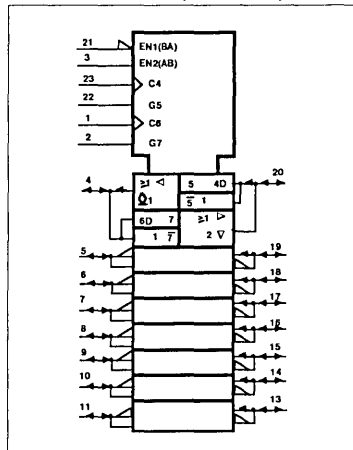 21 EN1(BA)
3 EN2(AB)
23 C4
22 G5
1 C6
2 G7
4 ≥1 ◁ 5 4D 20
1 5̅ 1
6D 7 ≥1 ▷
1 7̅ 2 ▽
5 19
6 18
7 17
8 16
9 15
10 14
11 13